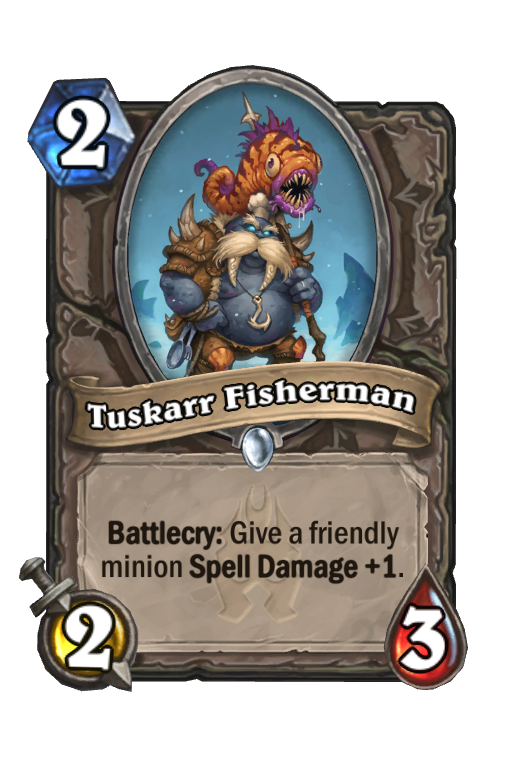 2
Tuskarr Fisherman
Battlecry: Give a friendly
minion Spell Damage +1.
2
3